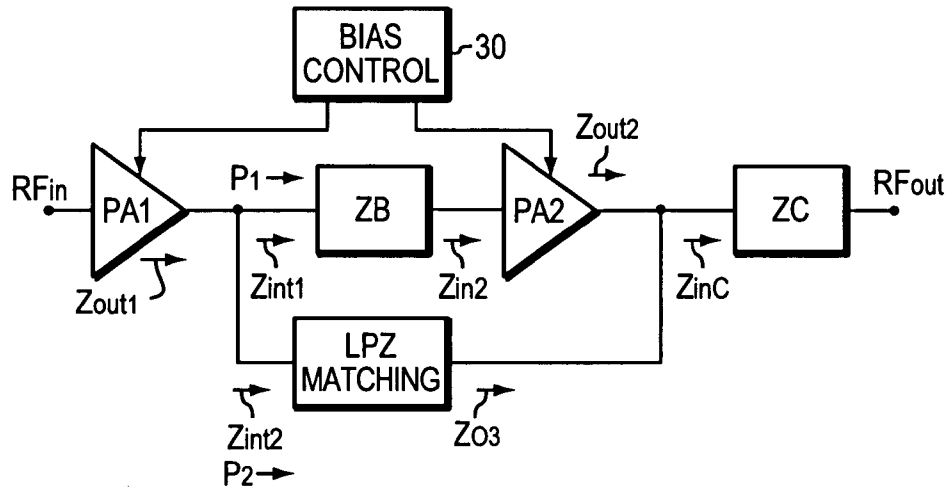 BIAS
CONTROL
30
RFin
PA1
Zout1
P1
Zint1
ZB
Zin2
PA2
Zout2
ZinC
ZC
RFout
LPZ
MATCHING
Zint2
P2
ZO3